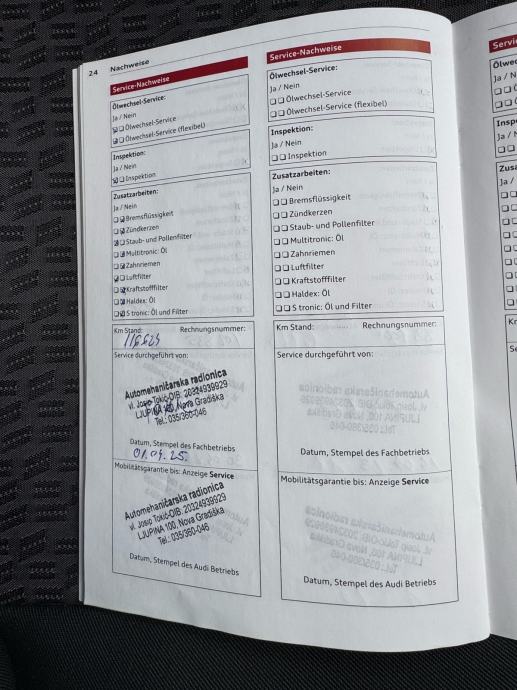 24 Nachweise
Service-Nachweise
Ölwechsel-Service:
Ja / Nein
Ölwechsel-Service
Ölwechsel-Service (flexibel)
Inspektion:
Ja / Nein
Inspektion
Zusatzarbeiten:
Ja / Nein
Bremsflüssigkeit
Zündkerzen
Staub- und Pollenfilter
Multitronic: Öl
Zahnriemen
Luftfilter
Kraftstofffilter
Haldex: Öl
S tronic: Öl und Filter
Km Stand: Rechnungsnummer:
Service durchgeführt von:
Automehaničarska radionica
vl. Josip Tokić-OIB: 20324939929
LJUPINA 100, Nova Gradiška
Tel.: 035/360-046
Datum, Stempel des Fachbetriebs
01.04.25.
Mobilitätsgarantie bis: Anzeige Service
Automehaničarska radionica
vl. Josip Tokić-OIB: 20324939929
LJUPINA 100, Nova Gradiška
Tel.: 035/360-046
Datum, Stempel des Audi Betriebs
Service-Nachweise
Ölwechsel-Service:
Ja / Nein
Ölwechsel-Service
Ölwechsel-Service (flexibel)
Inspektion:
Ja / Nein
Inspektion
Zusatzarbeiten:
Ja / Nein
Bremsflüssigkeit
Zündkerzen
Staub- und Pollenfilter
Multitronic: Öl
Zahnriemen
Luftfilter
Kraftstofffilter
Haldex: Öl
S tronic: Öl und Filter
Km Stand: Rechnungsnummer:
Service durchgeführt von:
Datum, Stempel des Fachbetriebs
Mobilitätsgarantie bis: Anzeige Service
Datum, Stempel des Audi Betriebs